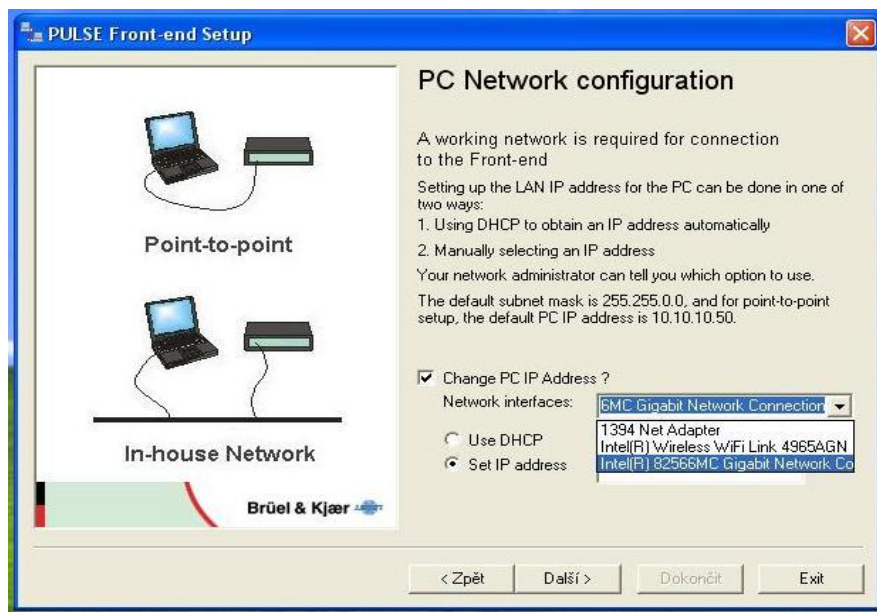 PULSE Front-end Setup
Point-to-point
In-house Network
Brüel & Kjær
PC Network configuration
A working network is required for connection
to the Front-end
Setting up the LAN IP address for the PC can be done in one of
two ways:
1. Using DHCP to obtain an IP address automatically
2. Manually selecting an IP address
Your network administrator can tell you which option to use.
The default subnet mask is 255.255.0.0, and for point-to-point
setup, the default PC IP address is 10.10.10.50.
Change PC IP Address ?
Network interfaces: 6MC Gigabit Network Connection
1394 Net Adapter
Use DHCP
Intel(R) Wireless WiFi Link 4965AGN
Set IP address
Intel(R) 82566MC Gigabit Network Co
< Zpět
Další >
Dokončit
Exit